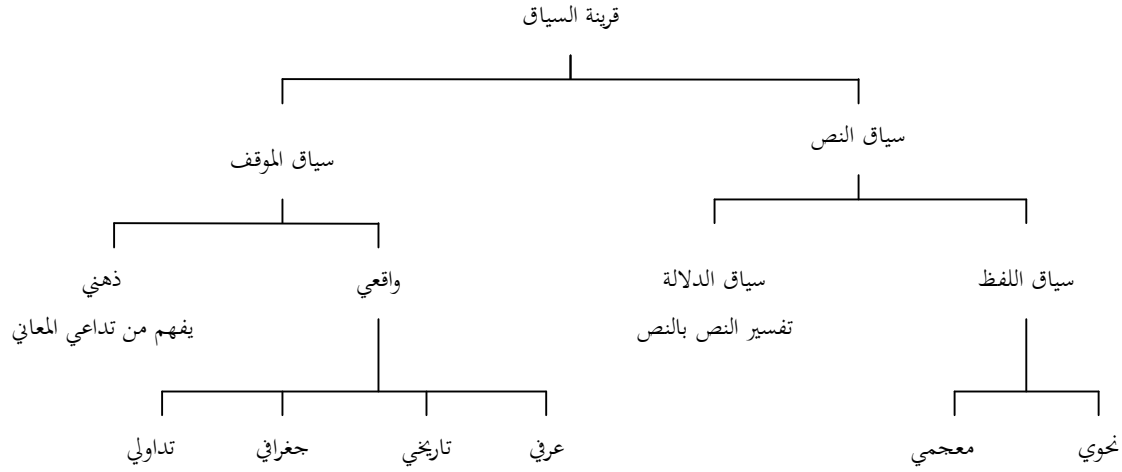 قرينة السياق
سياق النص
سياق الموقف
سياق اللفظ
سياق الدلالة
تفسير النص بالنص
واقعي
ذهني
يفهم من تداعي المعاني
نحوي
معجمي
عرفي
تاريخي
جغرافي
تداولي